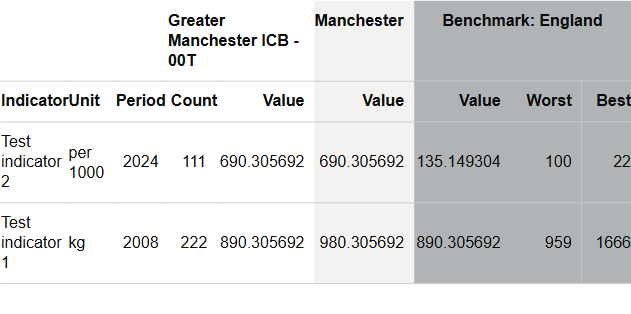 Greater Manchester Benchmark: England
Manchester ICB -
00T
IndicatorUnit Period Count Value Value Value Worst Best
Test
indicator
2
per
1000
2024 111 690.305692 690.305692 135.149304 100 22
Test
indicator
1
kg 2008 222 890.305692 980.305692 890.305692 959 1666